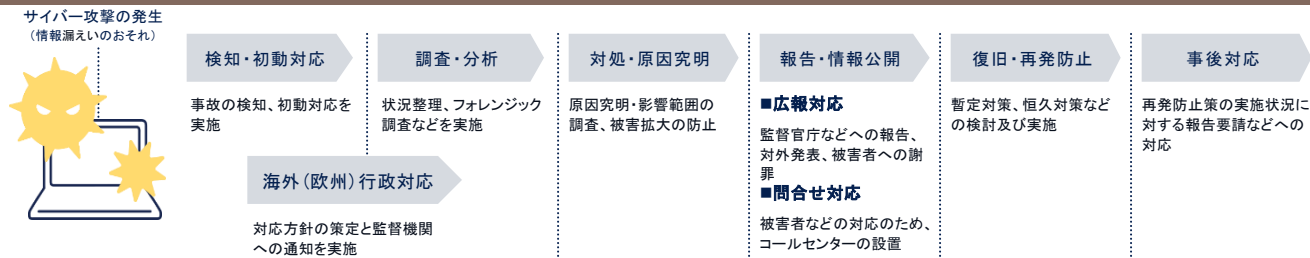 サイバー攻撃の発生
(情報漏えいのおそれ)
検知・初動対応
事故の検知、初動対応を
実施
調査・分析
状況整理、フォレンジック
調査などを実施
海外(欧州)行政対応
対応方針の策定と監督機関
への通知を実施
対処・原因究明
原因究明・影響範囲の
調査、被害拡大の防止
報告・情報公開
■広報対応
監督官庁などへの報告、
対外発表、被害者への謝
罪
■問合せ対応
被害者などの対応のため、
コールセンターの設置
復旧・再発防止
暫定対策、恒久対策など
の検討及び実施
事後対応
再発防止策の実施状況に
対する報告要請などへの
対応